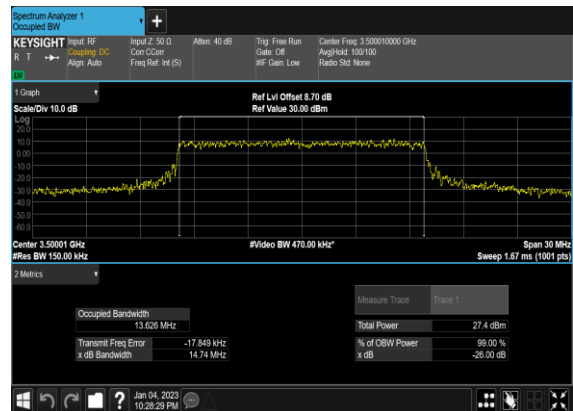 Spectrum Analyzer 1
Occupied BW
KEYSIGHT Input: RF Input Z: 50 Ω Atten: 40 dB Trig: Free Run Center Freq: 3.500010000 GHz
R T Coupling: DC Corr CCorr Gate: Off Avg|Hold: 100/100
Align: Auto Freq Ref: Int (S) #IF Gain: Low Radio Std: None
LW
1 Graph
Ref Lvl Offset 8.70 dB
Scale/Div 10.0 dB Ref Value 30.00 dBm
Log
20.0
10.0
0.00
-10.0
-20.0
-30.0
-40.0
-50.0
-60.0
Center 3.50001 GHz #Video BW 470.00 kHz* Span 30 MHz
#Res BW 150.00 kHz Sweep 1.67 ms (1001 pts)
2 Metrics
Measure Trace Trace 1
Occupied Bandwidth
13.626 MHz Total Power 27.4 dBm
Transmit Freq Error -17.849 kHz % of OBW Power 99.00 %
x dB Bandwidth 14.74 MHz x dB -26.00 dB
Jan 04, 2023
10:28:29 PM